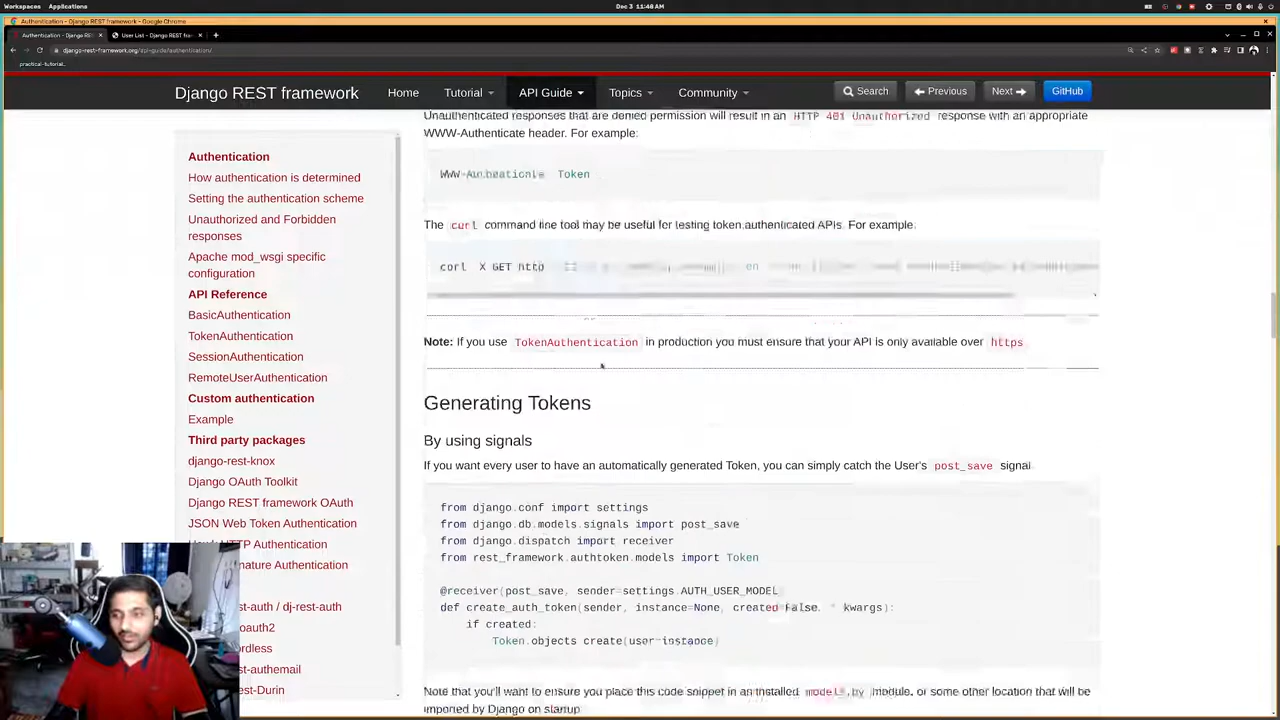 Workspaces Applications
Dec 3 11:46 AM
Authentication - Django REST framework - Google Chrome
Authentication - Django RES
User List – Django REST fram
django-rest-framework.org/api-guide/authentication/
practical-tutorial...
Django REST framework
Home
Tutorial
API Guide
Topics
Community
Search
Previous
Next
GitHub
Authentication
How authentication is determined
Setting the authentication scheme
Unauthorized and Forbidden
responses
Apache mod_wsgi specific
configuration
API Reference
BasicAuthentication
TokenAuthentication
SessionAuthentication
RemoteUserAuthentication
Custom authentication
Example
Third party packages
django-rest-knox
Django OAuth Toolkit
Django REST framework OAuth
JSON Web Token Authentication
HTTP Authentication
nature Authentication
st-auth / dj-rest-auth
oauth2
rdless
st-authemail
est-Durin
Unauthenticated responses that are denied permission will result in an HTTP 401 Unauthorized response with an appropriate
WWW-Authenticate header. For example:
WWW- Token
The curl command line tool may be useful for testing token authenticated APIs. For example:
curl X GET http
Note: If you use TokenAuthentication in production you must ensure that your API is only available over https
Generating Tokens
By using signals
If you want every user to have an automatically generated Token, you can simply catch the User's post_save signal
from django.conf import settings
from django.db.models.signals import post_save
from django.dispatch import receiver
from rest_framework.authtoken.models import Token
@receiver(post_save, sender=settings.AUTH_USER_MODEL
def create_auth_token(sender, instance=None, created False, * kwargs):
if created:
Token.objects create(user instance)
Note that you'll want to ensure you place this code snippet in an installed models.py module, or some other location that will be
imported by Django on startup